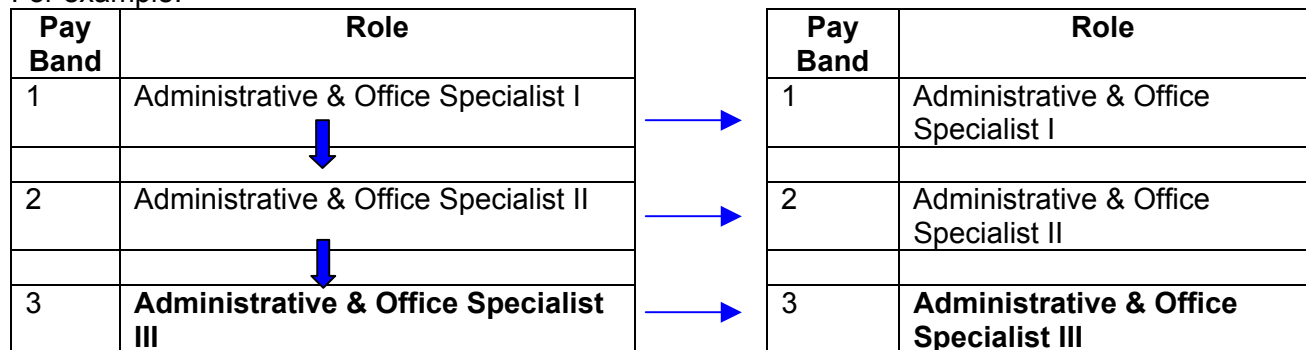 For example:
Pay Band Role
1 Administrative & Office Specialist I
2 Administrative & Office Specialist II
3 Administrative & Office Specialist
III
Pay Band Role
1 Administrative & Office
Specialist I
2 Administrative & Office
Specialist II
3 Administrative & Office
Specialist III